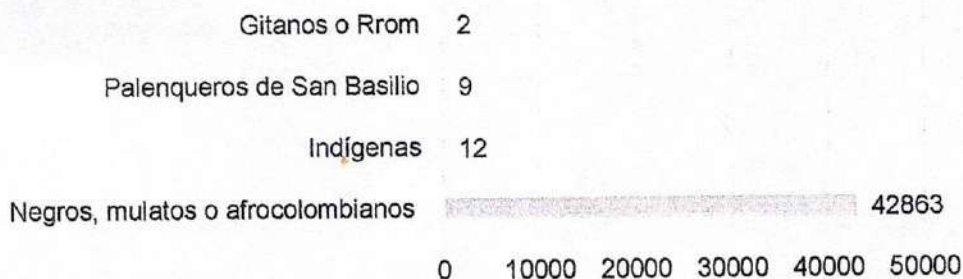 Gitanos o Rrom 2
Palenqueros de San Basilio 9
Indígenas 12
Negros, mulatos o afrocolombianos 42863
0 10000 20000 30000 40000 50000